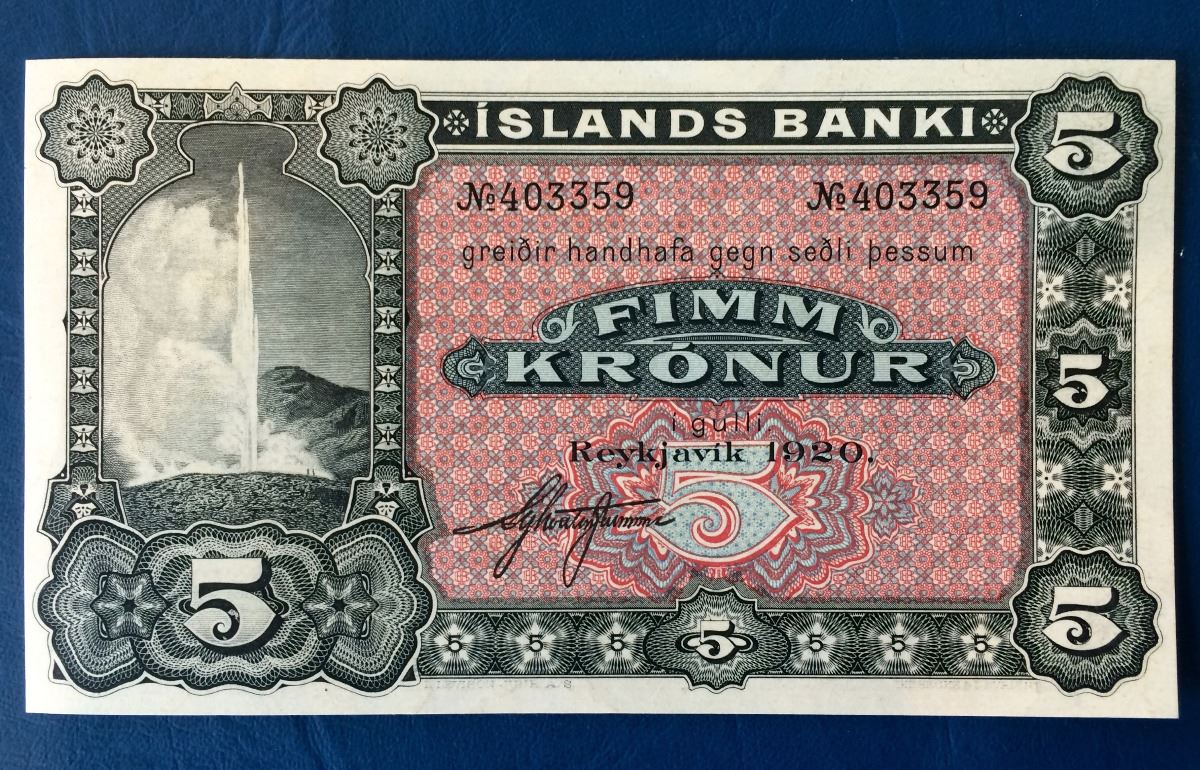 ÍSLANDS BANKI
5
№403359 №403359
greiðir handhafa gegn seðli þessum
FIMM
KRÓNUR
5
í gulli
Reykjavík 1920.
5
5
5 5 5 5 5 5 5
5